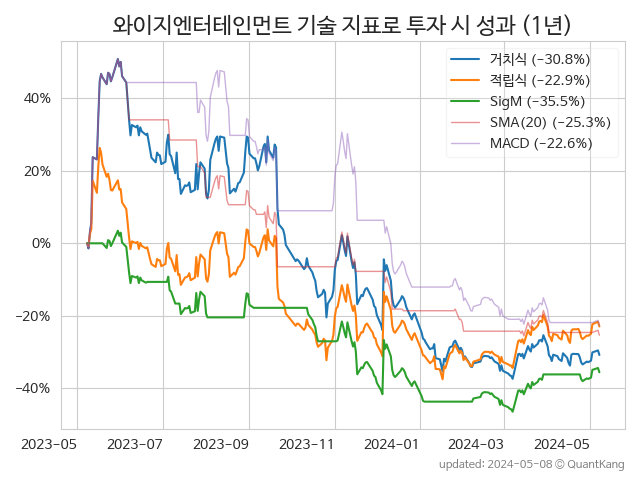 와이지엔터테인먼트 기술 지표로 투자 시 성과 (1년)
거치식 (−30.8%)
적립식 (−22.9%)
SigM (−35.5%)
SMA(20) (−25.3%)
MACD (−22.6%)
40%
20%
0%
−20%
−40%
2023-05 2023-07 2023-09 2023-11 2024-01 2024-03 2024-05
updated: 2024-05-08 © QuantKang